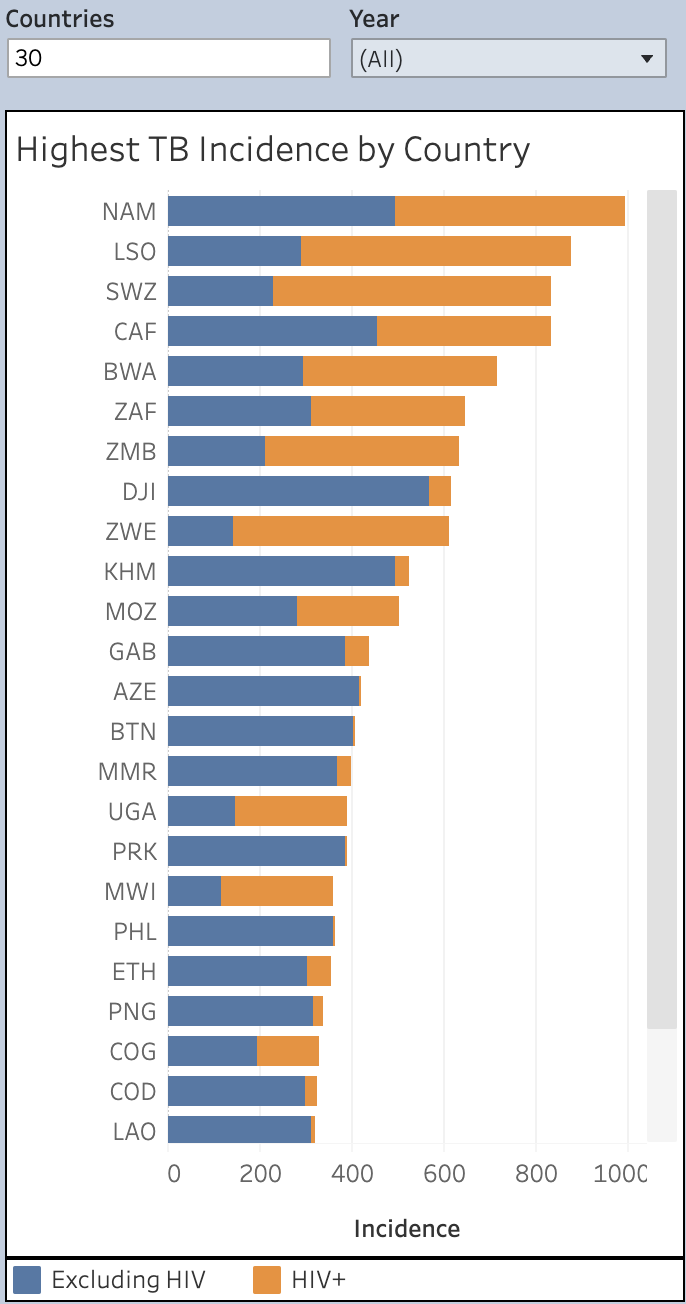 Countries Year
30 (All)
Highest TB Incidence by Country
NAM
LSO
SWZ
CAF
BWA
ZAF
ZMB
DJI
ZWE
KHM
MOZ
GAB
AZE
BTN
MMR
UGA
PRK
MWI
PHL
ETH
PNG
COG
COD
LAO
0 200 400 600 800 1000
Incidence
Excluding HIV HIV+